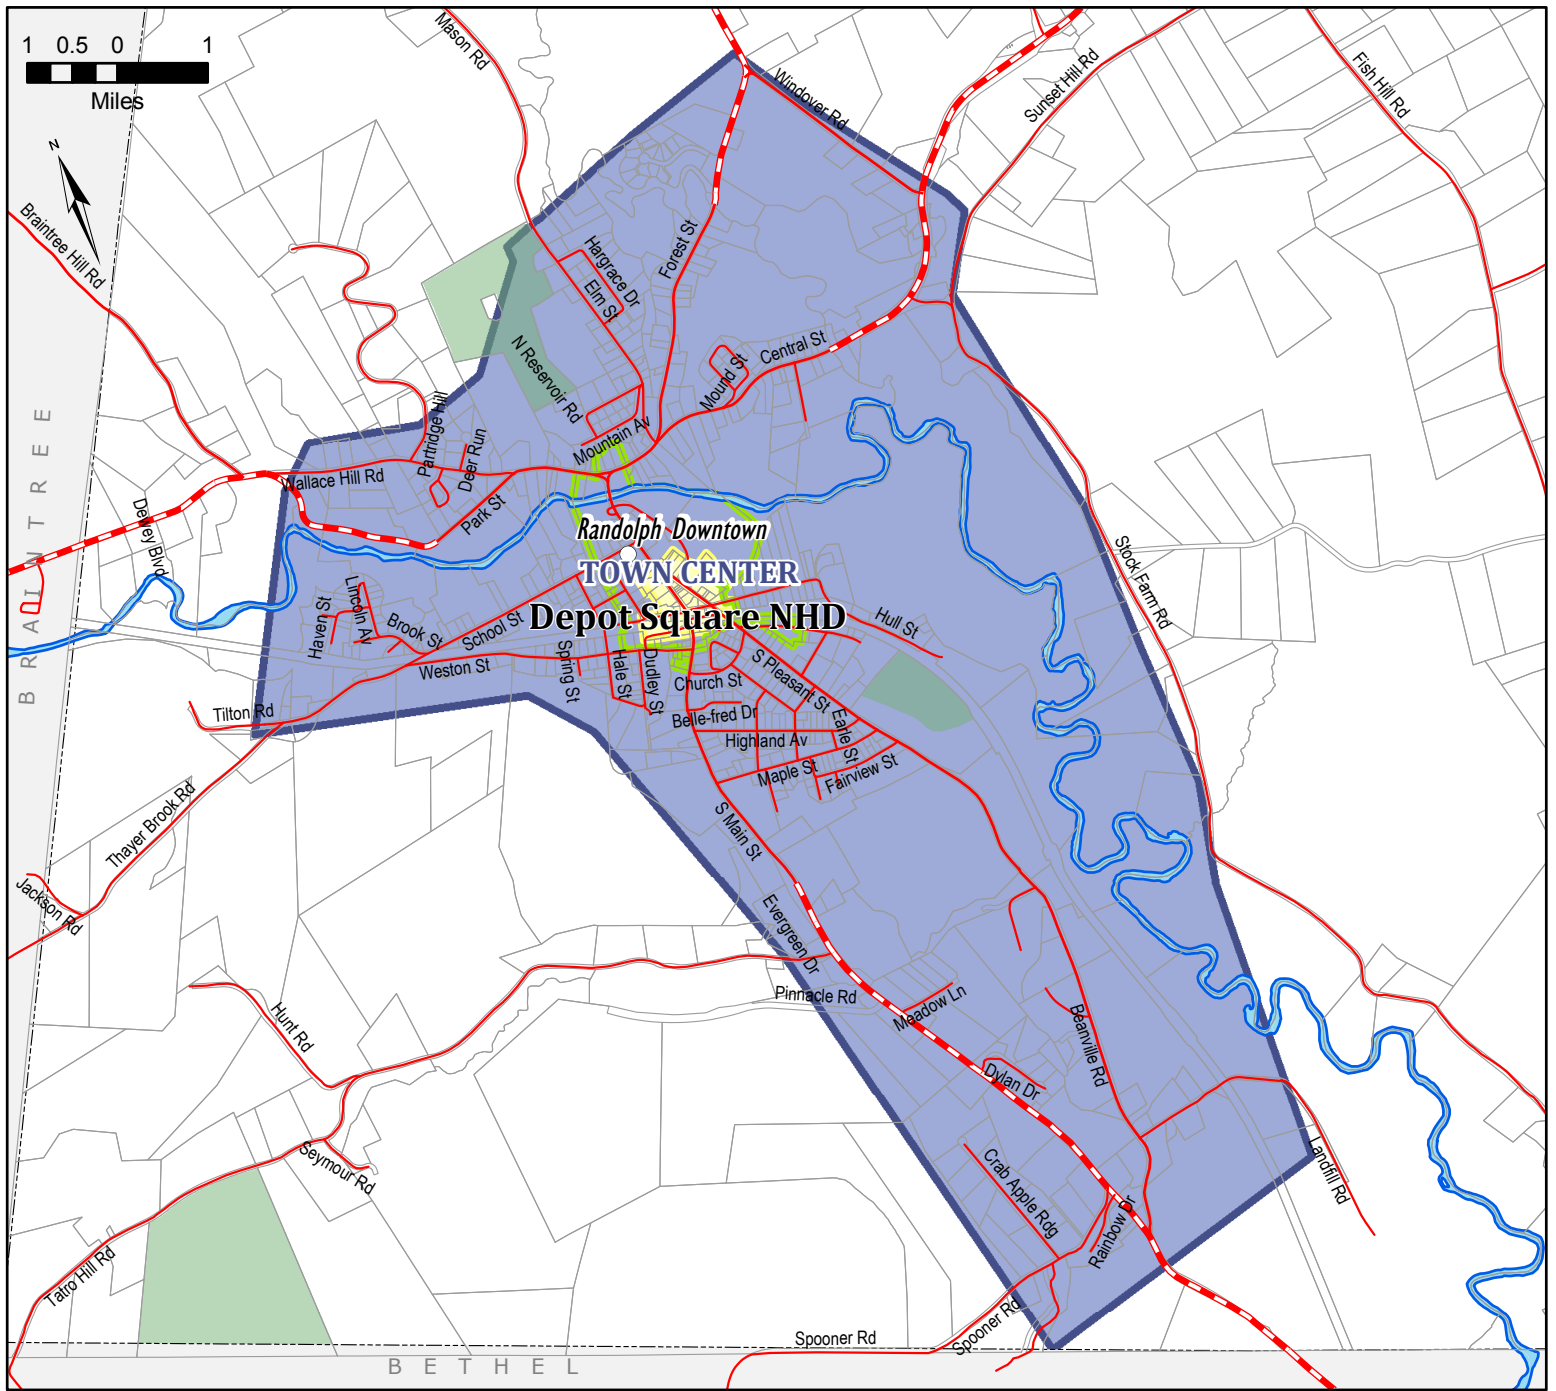 1 0.5 0 1
Miles
N
Mason Rd
Windover Rd
Sunset Hill Rd
Fish Hill Rd
Braintree Hill Rd
Hargrace Dr
Elm St
Forest St
N Reservoir Rd
Mound St
Central St
Mountain Av
Partridge Hill
Deer Run
Wallace Hill Rd
Park St
BRAINTREE
Dewey Blvd
Randolph Downtown
TOWN CENTER
Depot Square NHD
Stock Farm Rd
Haven St
Lincoln Av
Brook St
School St
Weston St
Spring St
Hale St
Dudley St
Church St
S Pleasant St
Hull St
Tilton Rd
Belle-fred Dr
Highland Av
Earle St
Maple St
Fairview St
Thayer Brook Rd
S Main St
Jackson Rd
Evergreen Dr
Pinnacle Rd
Meadow Ln
Hunt Rd
Beanville Rd
Dylan Dr
Seymour Rd
Crab Apple Rdg
Landfill Rd
Rainbow Dr
Tatro Hill Rd
Spooner Rd
Spooner Rd
BETHEL